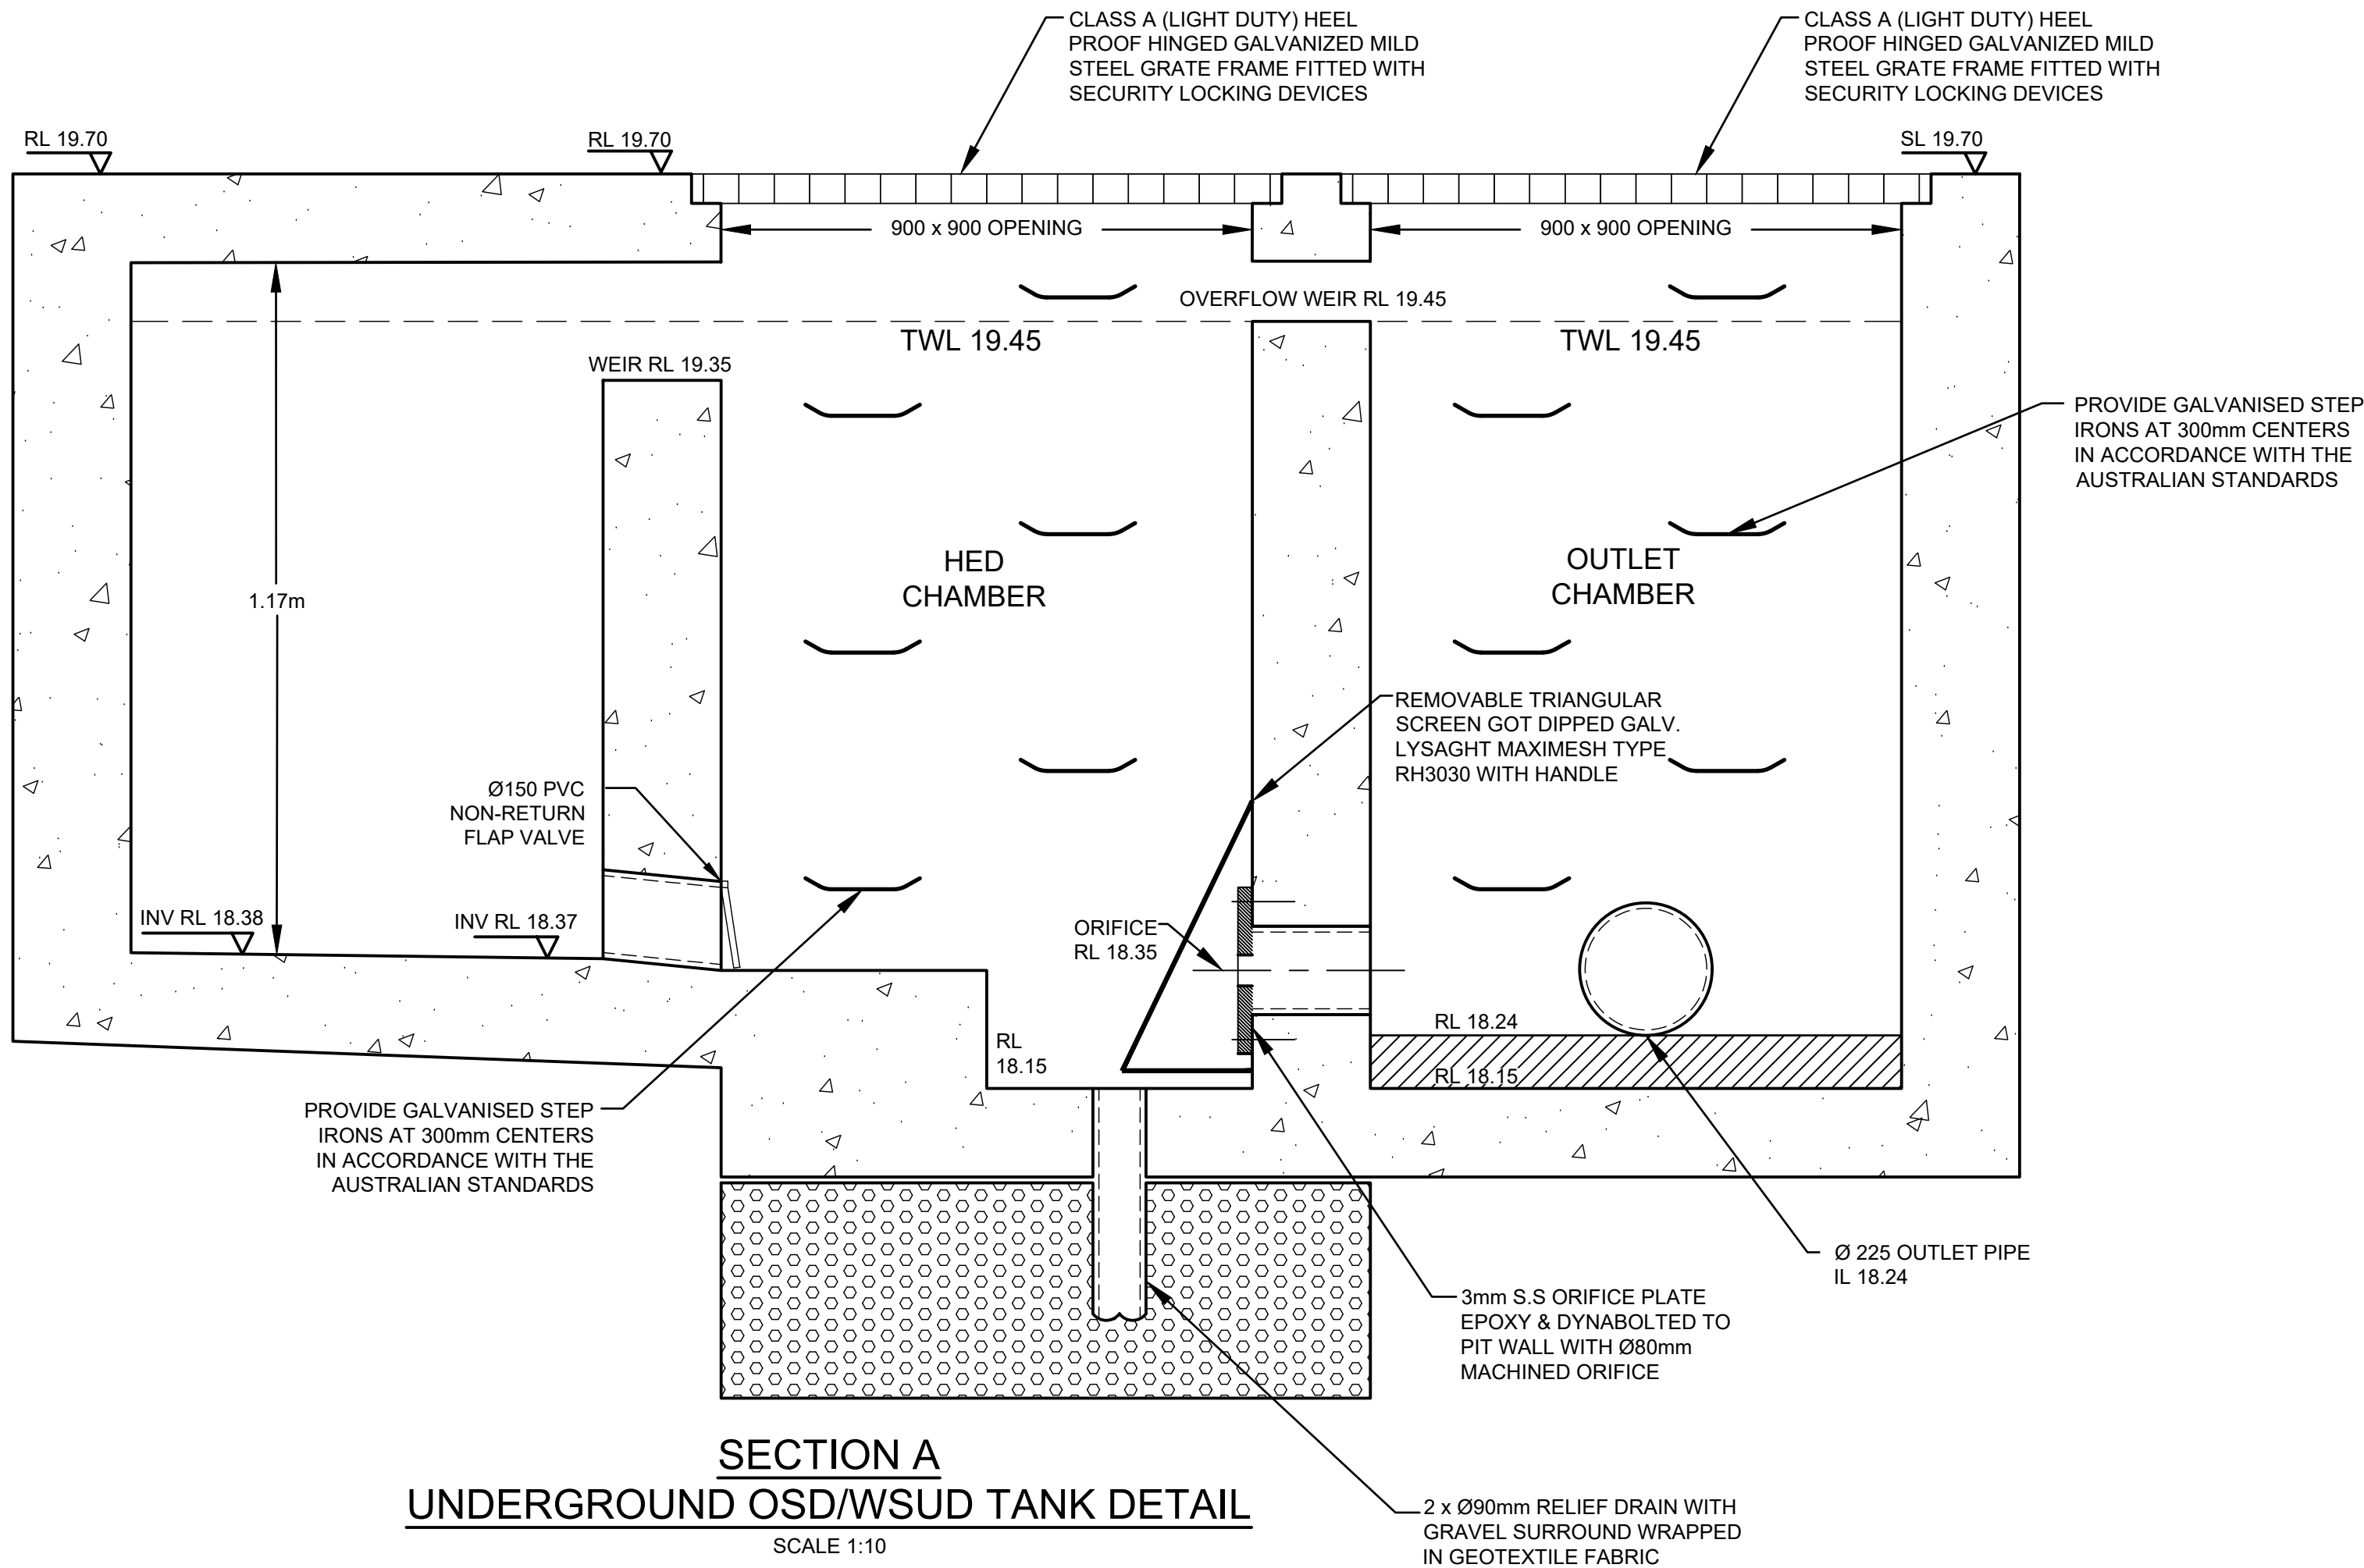 CLASS A (LIGHT DUTY) HEEL
PROOF HINGED GALVANIZED MILD
STEEL GRATE FRAME FITTED WITH
SECURITY LOCKING DEVICES
CLASS A (LIGHT DUTY) HEEL
PROOF HINGED GALVANIZED MILD
STEEL GRATE FRAME FITTED WITH
SECURITY LOCKING DEVICES
RL 19.70
RL 19.70
SL 19.70
900 x 900 OPENING
900 x 900 OPENING
OVERFLOW WEIR RL 19.45
TWL 19.45
TWL 19.45
WEIR RL 19.35
PROVIDE GALVANISED STEP
IRONS AT 300mm CENTERS
IN ACCORDANCE WITH THE
AUSTRALIAN STANDARDS
HED
CHAMBER
OUTLET
CHAMBER
1.17m
REMOVABLE TRIANGULAR
SCREEN GOT DIPPED GALV.
LYSAGHT MAXIMESH TYPE
RH3030 WITH HANDLE
Ø150 PVC
NON-RETURN
FLAP VALVE
INV RL 18.38
INV RL 18.37
ORIFICE
RL 18.35
RL 18.24
RL
18.15
RL 18.15
PROVIDE GALVANISED STEP
IRONS AT 300mm CENTERS
IN ACCORDANCE WITH THE
AUSTRALIAN STANDARDS
Ø 225 OUTLET PIPE
IL 18.24
3mm S.S ORIFICE PLATE
EPOXY & DYNABOLTED TO
PIT WALL WITH Ø80mm
MACHINED ORIFICE
SECTION A
UNDERGROUND OSD/WSUD TANK DETAIL
SCALE 1:10
2 x Ø90mm RELIEF DRAIN WITH
GRAVEL SURROUND WRAPPED
IN GEOTEXTILE FABRIC